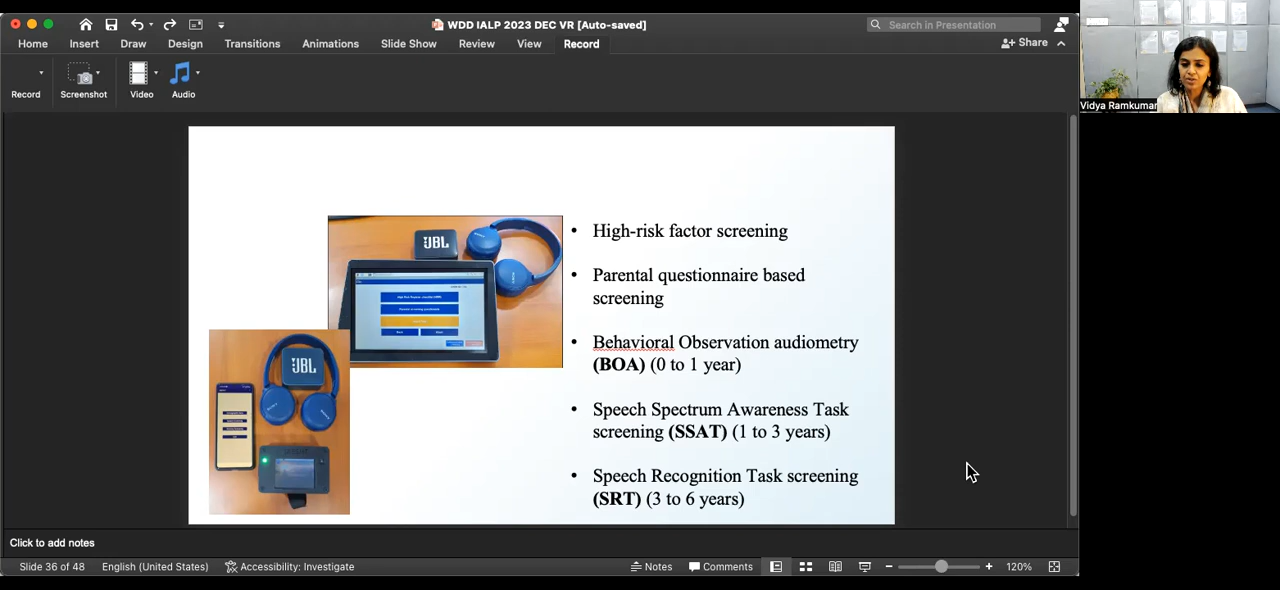 WDD IALP 2023 DEC VR [Auto-saved]
Search in Presentation
Home Insert Draw Design Transitions Animations Slide Show Review View Record
Share
Record Screenshot Video Audio
Vidya Ramkumar
JBL
JBL
• High-risk factor screening
• Parental questionnaire based
screening
• Behavioral Observation audiometry
(BOA) (0 to 1 year)
• Speech Spectrum Awareness Task
screening (SSAT) (1 to 3 years)
• Speech Recognition Task screening
(SRT) (3 to 6 years)
Click to add notes
Slide 36 of 48 English (United States) Accessibility: Investigate Notes Comments 120%